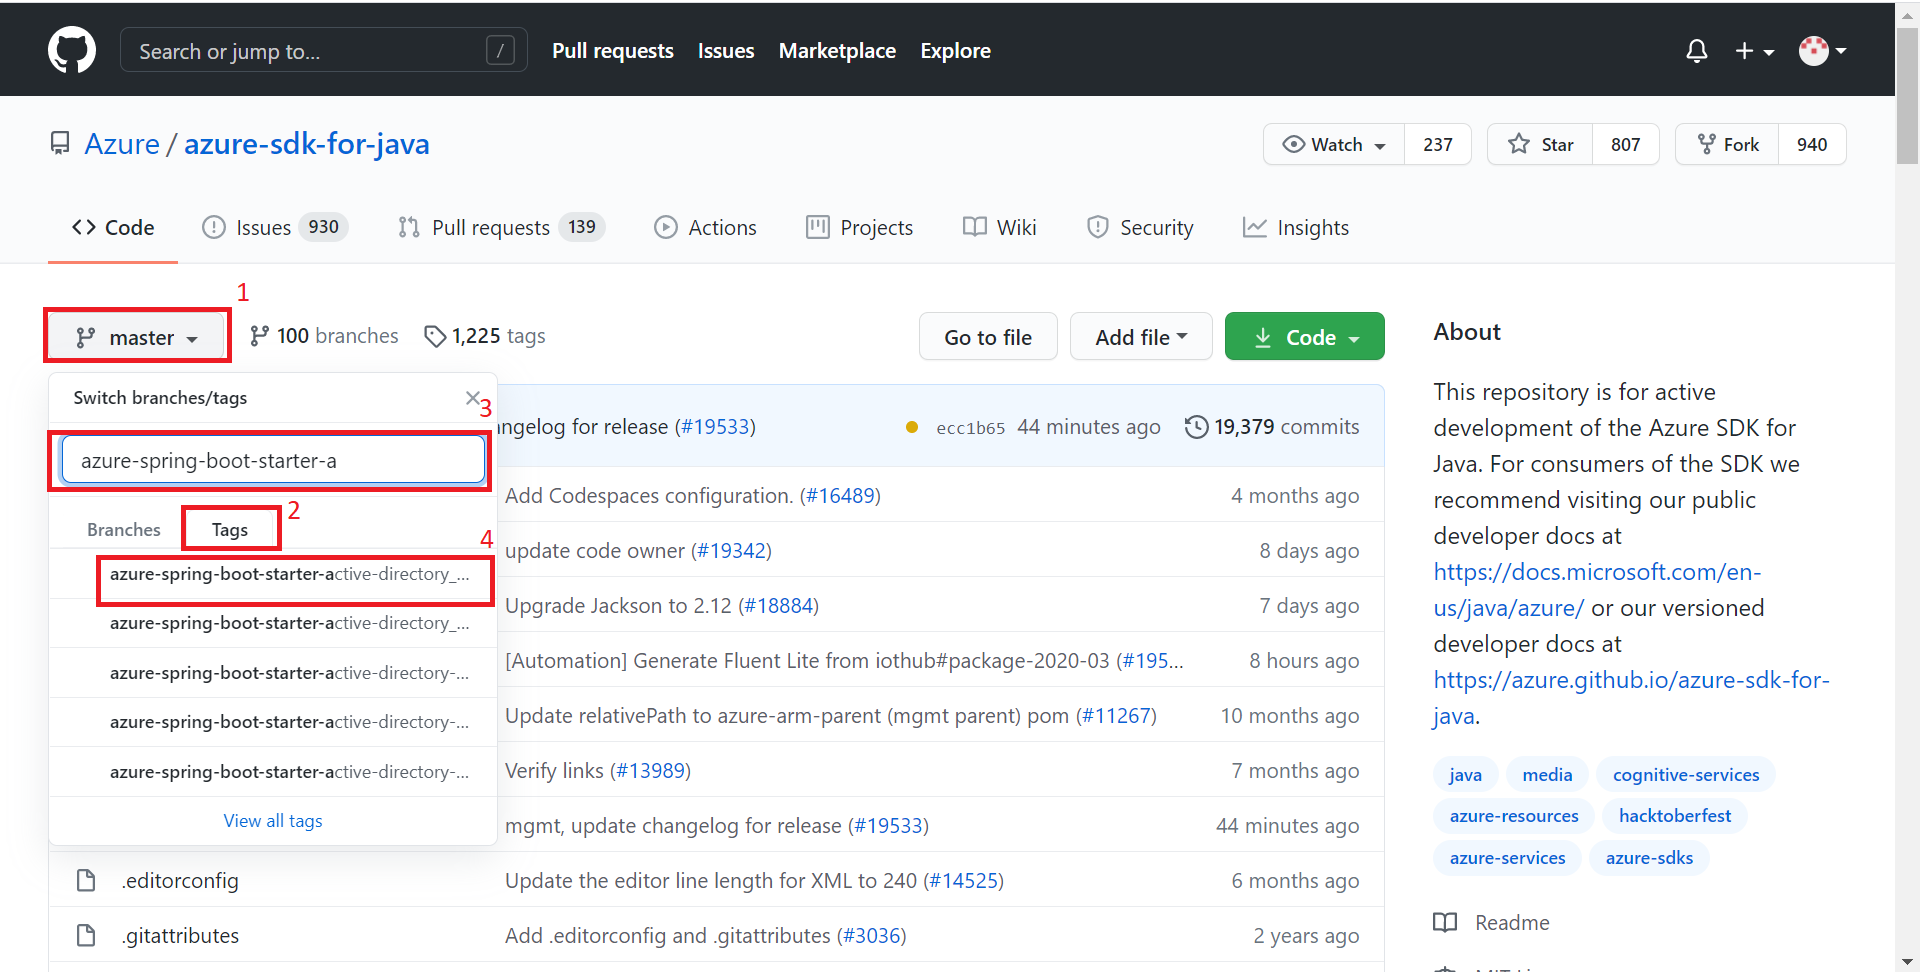 Search or jump to... /
Pull requests Issues Marketplace Explore
Azure / azure-sdk-for-java
Watch 237 Star 807 Fork 940
Code Issues 930 Pull requests 139 Actions Projects Wiki Security Insights
1
master 100 branches 1,225 tags Go to file Add file Code
Switch branches/tags
3
azure-spring-boot-starter-a
2
Branches Tags
4
azure-spring-boot-starter-active-directory_...
azure-spring-boot-starter-active-directory_...
azure-spring-boot-starter-active-directory-...
azure-spring-boot-starter-active-directory-...
azure-spring-boot-starter-active-directory-...
View all tags
ngelog for release (#19533) ecc1b65 44 minutes ago 19,379 commits
Add Codespaces configuration. (#16489) 4 months ago
update code owner (#19342) 8 days ago
Upgrade Jackson to 2.12 (#18884) 7 days ago
[Automation] Generate Fluent Lite from iothub#package-2020-03 (#195... 8 hours ago
Update relativePath to azure-arm-parent (mgmt parent) pom (#11267) 10 months ago
Verify links (#13989) 7 months ago
mgmt, update changelog for release (#19533) 44 minutes ago
.editorconfig Update the editor line length for XML to 240 (#14525) 6 months ago
.gitattributes Add .editorconfig and .gitattributes (#3036) 2 years ago
About
This repository is for active
development of the Azure SDK for
Java. For consumers of the SDK we
recommend visiting our public
developer docs at
https://docs.microsoft.com/en-
us/java/azure/ or our versioned
developer docs at
https://azure.github.io/azure-sdk-for-
java.
java media cognitive-services
azure-resources hacktoberfest
azure-services azure-sdks
Readme